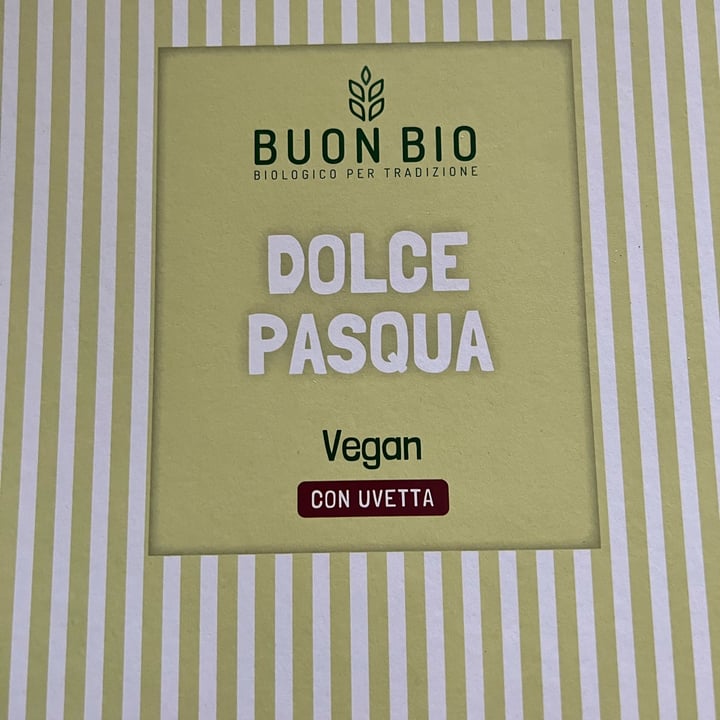 BUON BIO
BIOLOGICO PER TRADIZIONE
DOLCE
PASQUA
Vegan
CON UVETTA